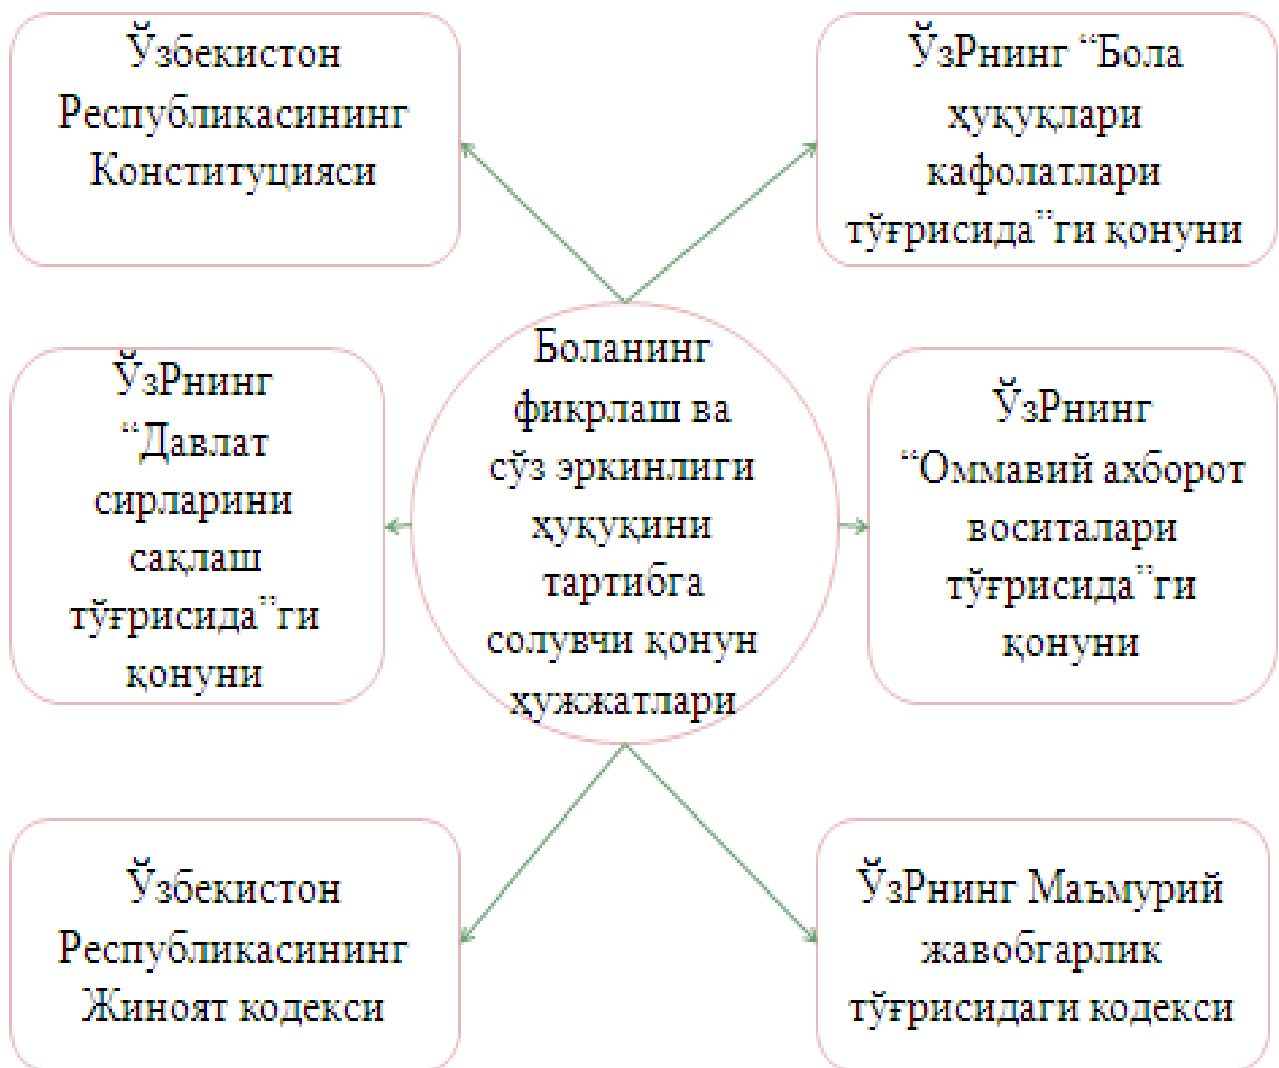 Ўзбекистон
Республикасининг
Конституцияси
ЎзРнинг “Бола
ҳуқуқлари
кафолатлари
тўғрисида”ги қонуни
ЎзРнинг
“Давлат
сирларини
сақлаш
тўғрисида”ги
қонуни
Боланинг
фикрлаш ва
сўз эркинлиги
ҳуқуқини
тартибга
солувчи қонун
ҳужжатлари
ЎзРнинг
“Оммавий ахборот
воситалари
тўғрисида”ги
қонуни
Ўзбекистон
Республикасининг
Жиноят кодекси
ЎзРнинг Маъмурий
жавобгарлик
тўғрисидаги кодекси